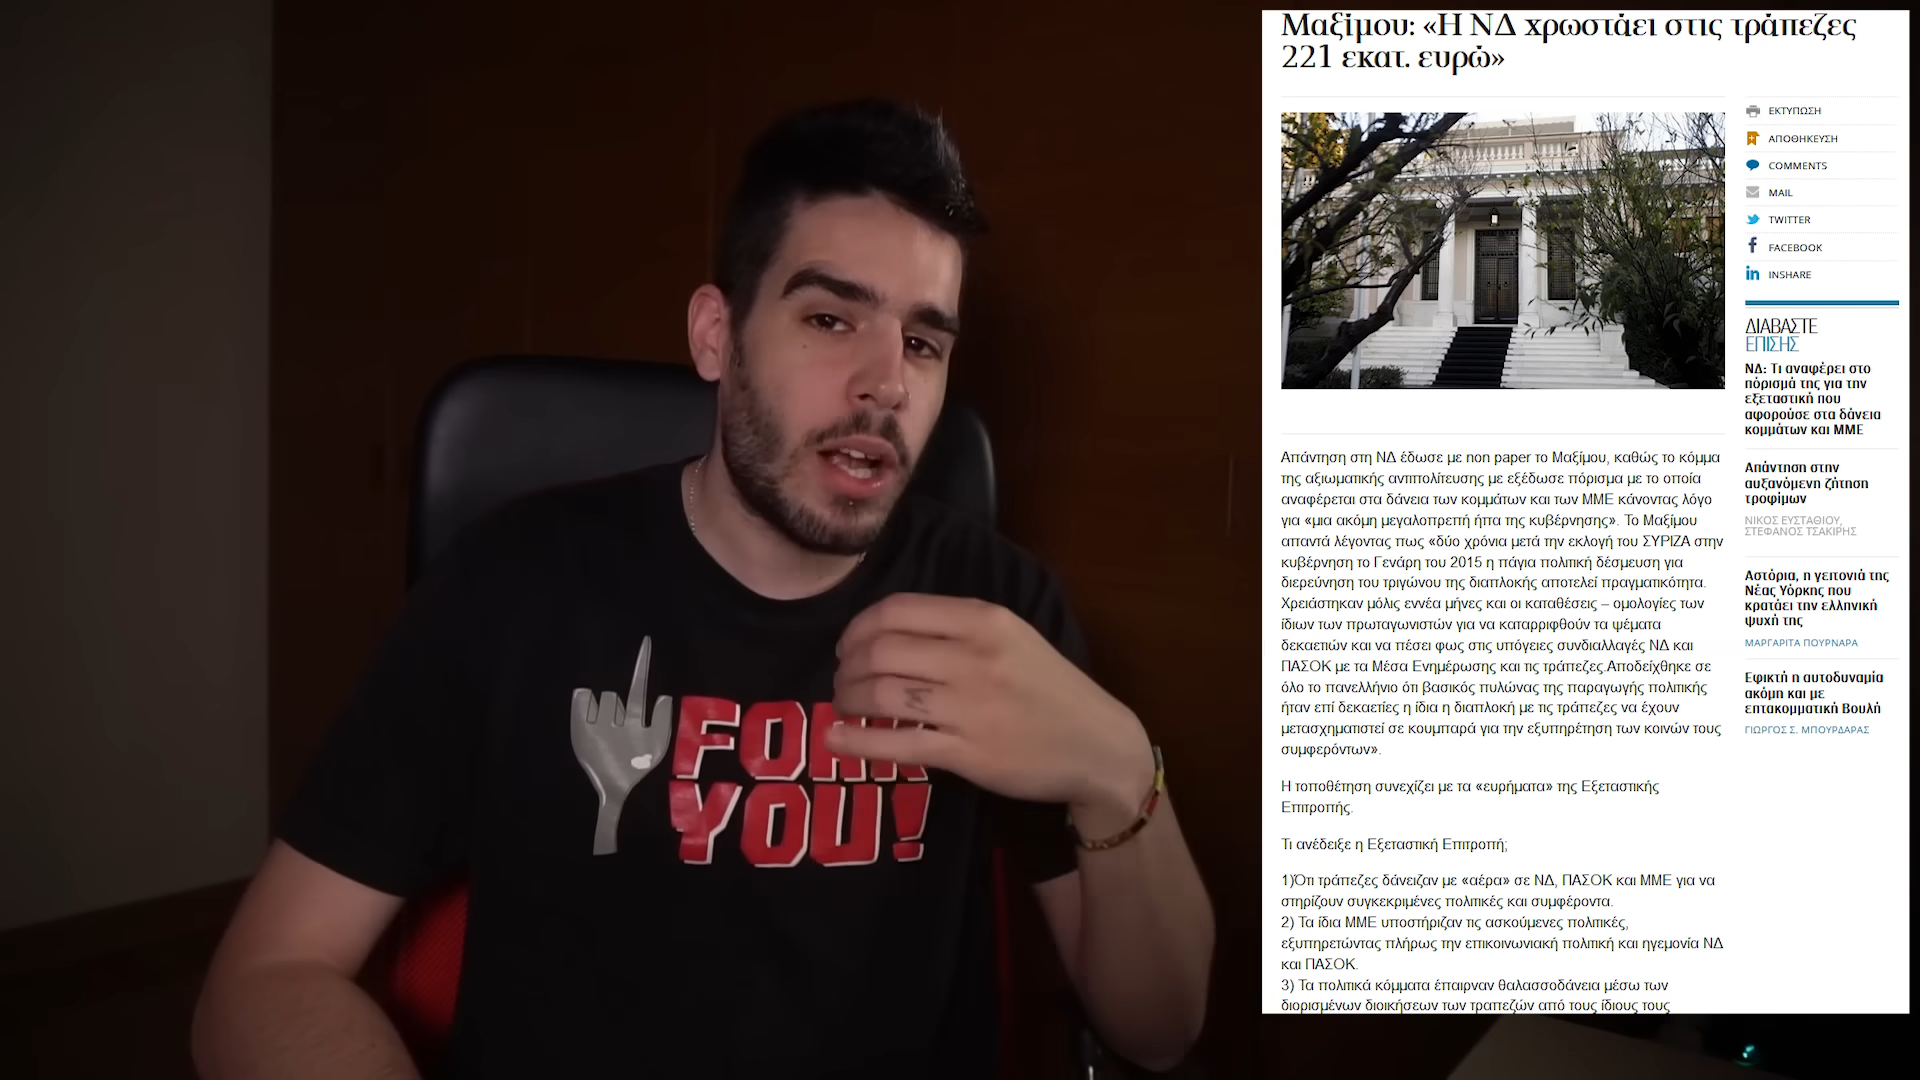 Μαξίμου: «Η ΝΔ χρωστάει στις τράπεζες
221 εκατ. ευρώ»
ΕΚΤΥΠΩΣΗ
ΑΠΟΘΗΚΕΥΣΗ
COMMENTS
MAIL
TWITTER
FACEBOOK
INSHARE
ΔΙΑΒΑΣΤΕ
ΕΠΙΣΗΣ
ΝΔ: Τι αναφέρει στο
πόρισμά της για την
εξεταστική που
αφορούσε στα δάνεια
κομμάτων και ΜΜΕ
Απάντηση στην
αυξανόμενη ζήτηση
τροφίμων
ΝΙΚΟΣ ΕΥΣΤΑΘΙΟΥ,
ΣΤΕΦΑΝΟΣ ΤΣΑΚΙΡΗΣ
Αστόρια, η γειτονιά της
Νέας Υόρκης που
κρατάει την ελληνική
ψυχή της
ΜΑΡΓΑΡΙΤΑ ΠΟΥΡΝΑΡΑ
Εφικτή η αυτοδυναμία
ακόμη και με
επτακομματική Βουλή
ΓΙΩΡΓΟΣ Σ. ΜΠΟΥΡΔΑΡΑΣ
Απάντηση στη ΝΔ έδωσε με non paper το Μαξίμου, καθώς το κόμμα
της αξιωματικής αντιπολίτευσης με εξέδωσε πόρισμα με το οποία
αναφέρεται στα δάνεια των κομμάτων και των ΜΜΕ κάνοντας λόγο
για «μια ακόμη μεγαλοπρεπή ήπα της κυβέρνησης». Το Μαξίμου
απαντά λέγοντας πως «δύο χρόνια μετά την εκλογή του ΣΥΡΙΖΑ στην
κυβέρνηση το Γενάρη του 2015 η πάγια πολιτική δέσμευση για
διερεύνηση του τριγώνου της διαπλοκής αποτελεί πραγματικότητα.
Χρειάστηκαν μόλις εννέα μήνες και οι καταθέσεις – ομολογίες των
ίδιων των πρωταγωνιστών για να καταρριφθούν τα ψέματα
δεκαετιών και να πέσει φως στις υπόγειες συνδιαλλαγές ΝΔ και
ΠΑΣΟΚ με τα Μέσα Ενημέρωσης και τις τράπεζες.Αποδείχθηκε σε
όλο το πανελλήνιο ότι βασικός πυλώνας της παραγωγής πολιτικής
ήταν επί δεκαετίες η ίδια η διαπλοκή με τις τράπεζες να έχουν
μετασχηματιστεί σε κουμπαρά για την εξυπηρέτηση των κοινών τους
συμφερόντων».
Η τοποθέτηση συνεχίζει με τα «ευρήματα» της Εξεταστικής
Επιτροπής.
Τι ανέδειξε η Εξεταστική Επιτροπή;
1)Ότι τράπεζες δάνειζαν με «αέρα» σε ΝΔ, ΠΑΣΟΚ και ΜΜΕ για να
στηρίζουν συγκεκριμένες πολιτικές και συμφέροντα.
2) Τα ίδια ΜΜΕ υποστήριζαν τις ασκούμενες πολιτικές,
εξυπηρετώντας πλήρως την επικοινωνιακή πολιτική και ηγεμονία ΝΔ
και ΠΑΣΟΚ.
3) Τα πολιτικά κόμματα έπαιρναν θαλασσοδάνεια μέσω των
διορισμένων διοικήσεων των τραπεζών από τους ίδιους τους
FORK
YOU!